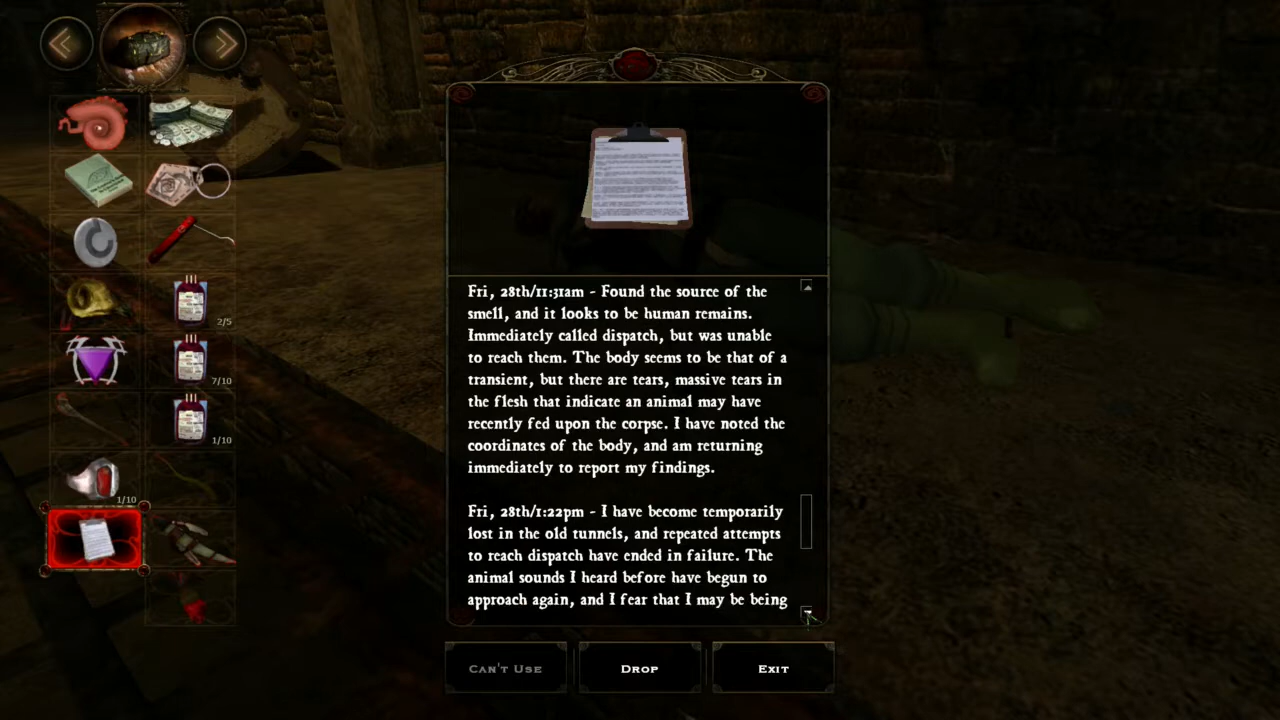 Fri, 28th/11:31am - Found the source of the
smell, and it looks to be human remains.
Immediately called dispatch, but was unable
to reach them. The body seems to be that of a
transient, but there are tears, massive tears in
the flesh that indicate an animal may have
recently fed upon the corpse. I have noted the
coordinates of the body, and am returning
immediately to report my findings.
Fri, 28th/1:22pm - I have become temporarily
lost in the old tunnels, and repeated attempts
to reach dispatch have ended in failure. The
animal sounds I heard before have begun to
approach again, and I fear that I may be being
2/5
7/10
1/10
1/10
Can't Use
Drop
Exit